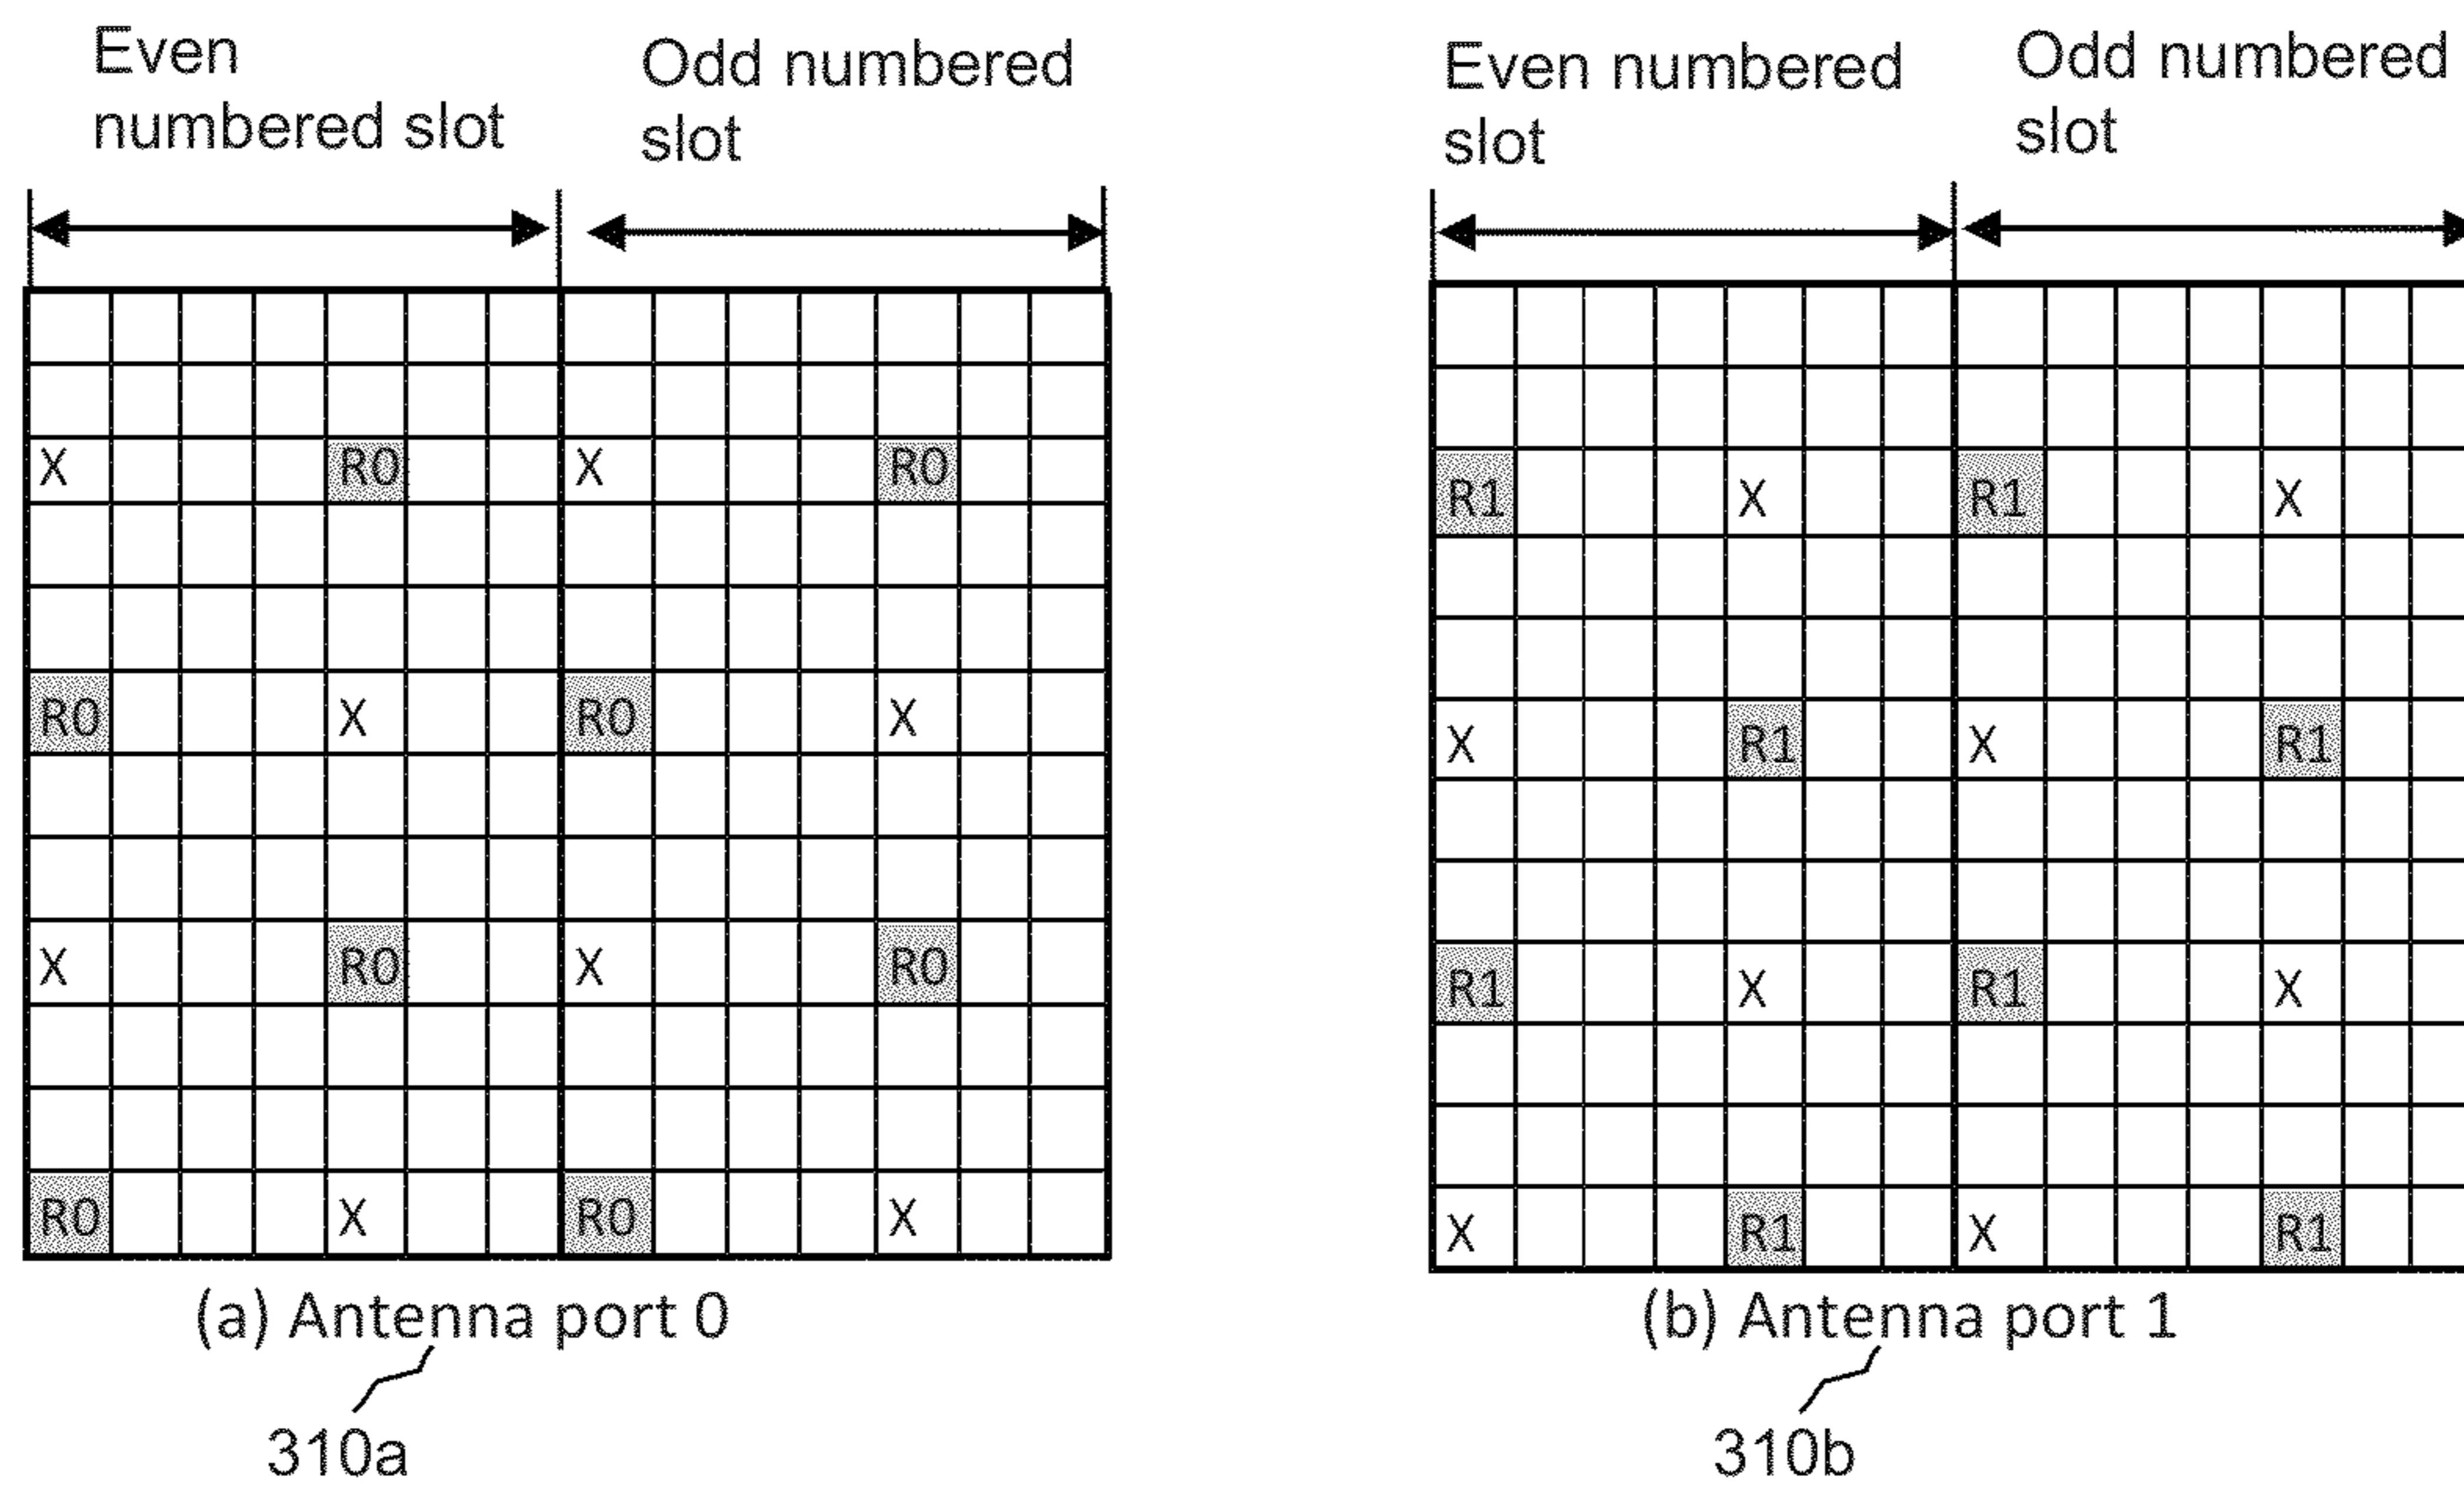 Even
numbered slot
Odd numbered
slot
X R0 X R0
R0 X R0 X
X R0 X R0
R0 X R0 X
(a) Antenna port 0
310a
Even numbered
slot
Odd numbered
slot
R1 X R1 X
X R1 X R1
R1 X R1 X
X R1 X R1
(b) Antenna port 1
310b